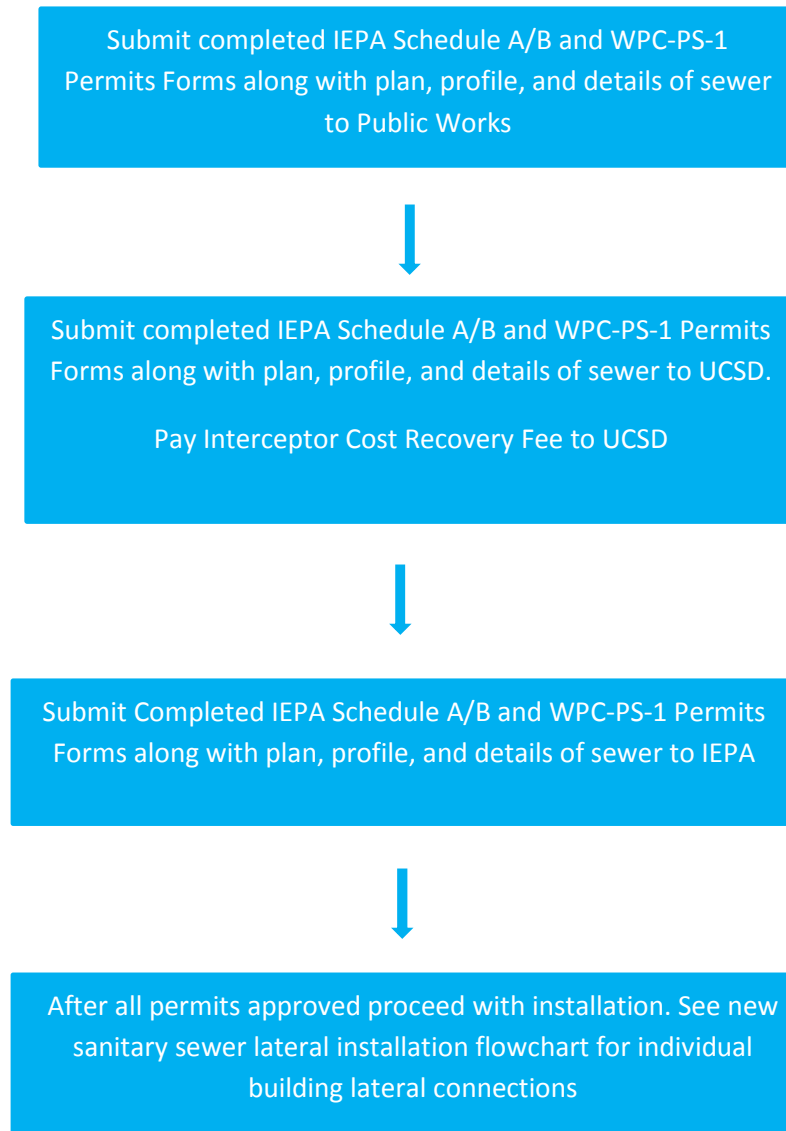 Submit completed IEPA Schedule A/B and WPC-PS-1
Permits Forms along with plan, profile, and details of sewer
to Public Works
Submit completed IEPA Schedule A/B and WPC-PS-1 Permits
Forms along with plan, profile, and details of sewer to UCSD.
Pay Interceptor Cost Recovery Fee to UCSD
Submit Completed IEPA Schedule A/B and WPC-PS-1 Permits
Forms along with plan, profile, and details of sewer to IEPA
After all permits approved proceed with installation. See new
sanitary sewer lateral installation flowchart for individual
building lateral connections